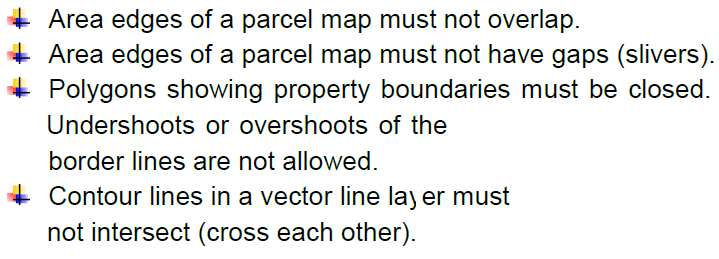 Area edges of a parcel map must not overlap.
Area edges of a parcel map must not have gaps (slivers).
Polygons showing property boundaries must be closed.
Undershoots or overshoots of the
border lines are not allowed.
Contour lines in a vector line layer must
not intersect (cross each other).